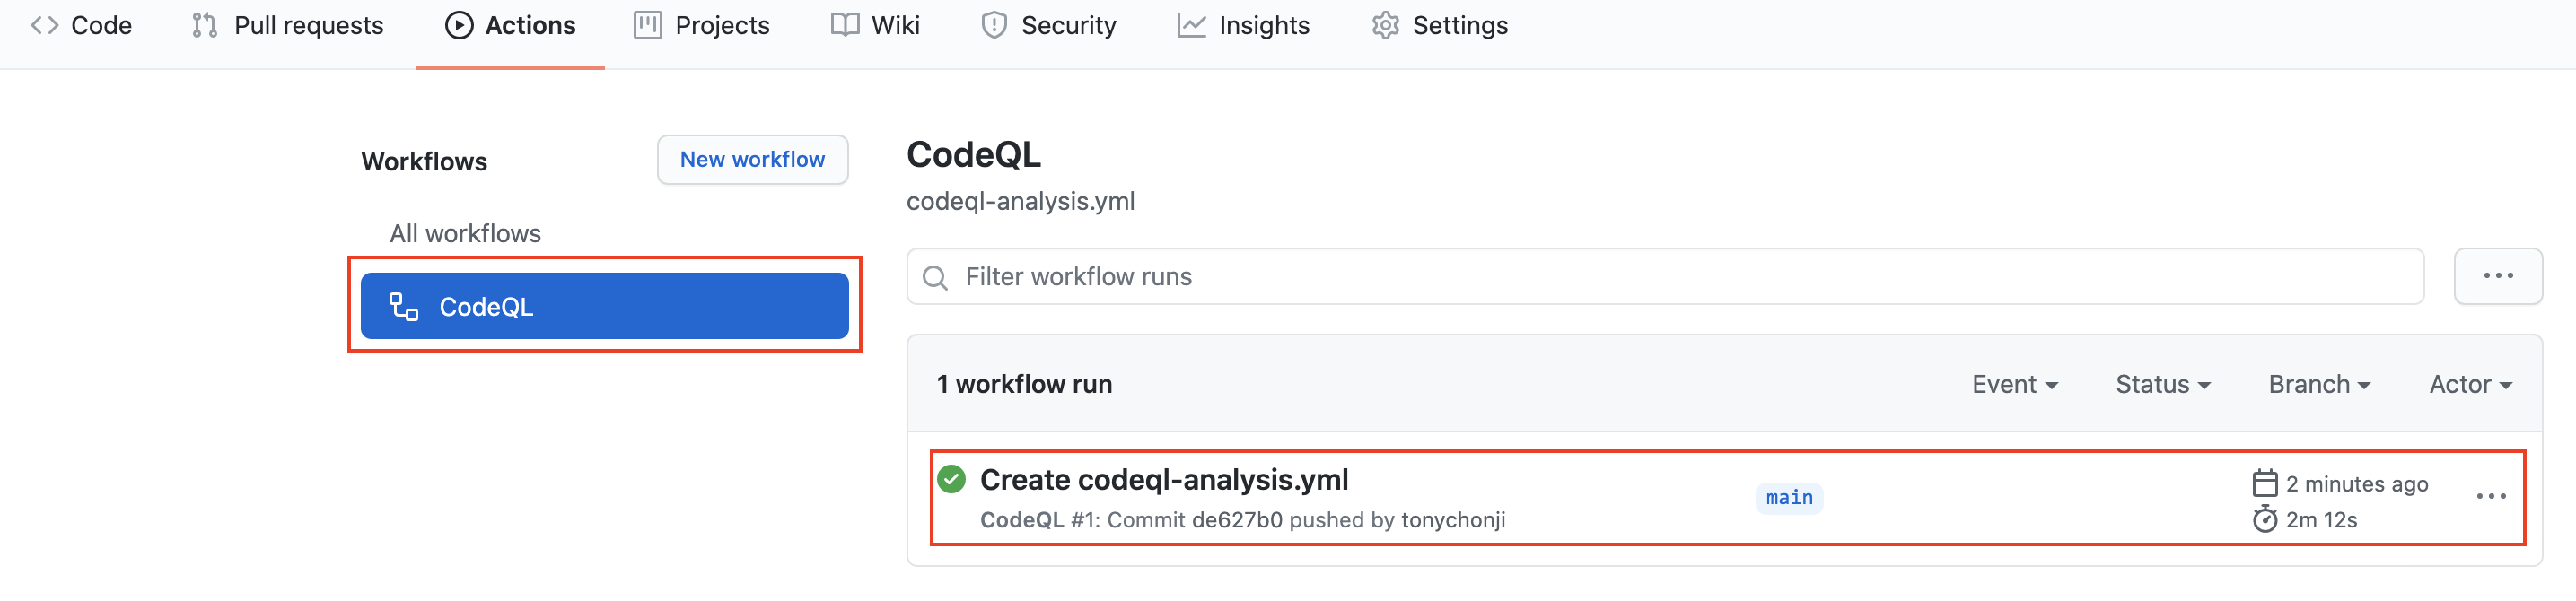 Code Pull requests Actions Projects Wiki Security Insights Settings
Workflows
New workflow
All workflows
CodeQL
CodeQL
codeql-analysis.yml
Filter workflow runs
1 workflow run
Event Status Branch Actor
Create codeql-analysis.yml
CodeQL #1: Commit de627b0 pushed by tonychonji
main
2 minutes ago
2m 12s